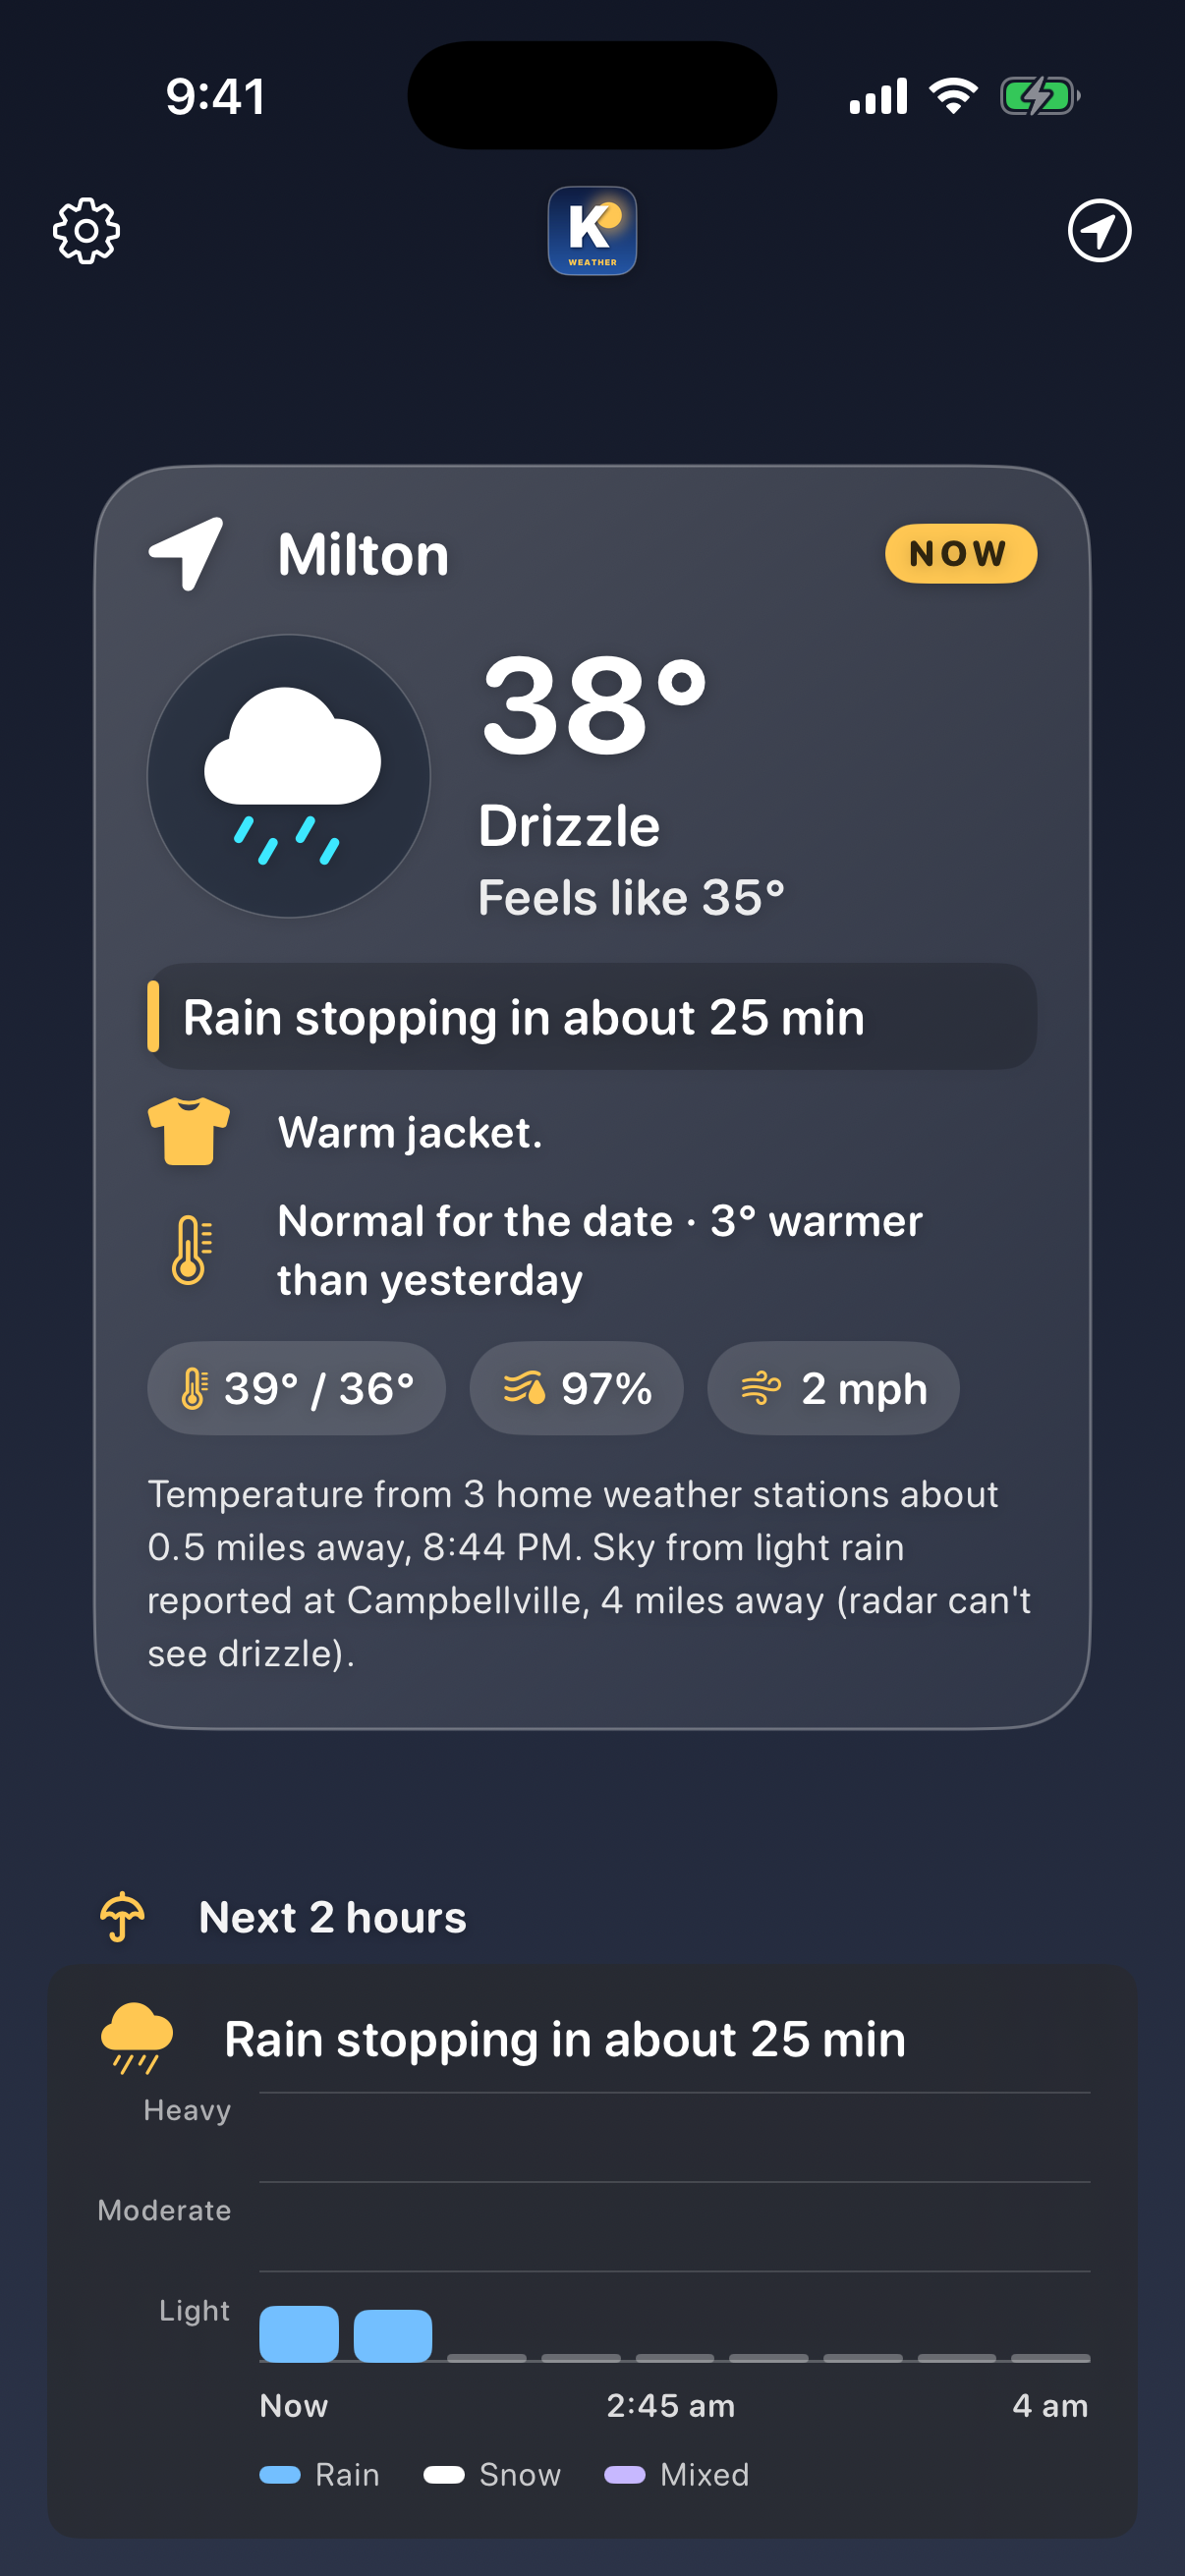 9:41
K
WEATHER
Milton
NOW
38°
Drizzle
Feels like 35°
Rain stopping in about 25 min
Warm jacket.
Normal for the date · 3° warmer
than yesterday
39° / 36°
97%
2 mph
Temperature from 3 home weather stations about
0.5 miles away, 8:44 PM. Sky from light rain
reported at Campbellville, 4 miles away (radar can't
see drizzle).
Next 2 hours
Rain stopping in about 25 min
Heavy
Moderate
Light
Now 2:45 am 4 am
Rain Snow Mixed